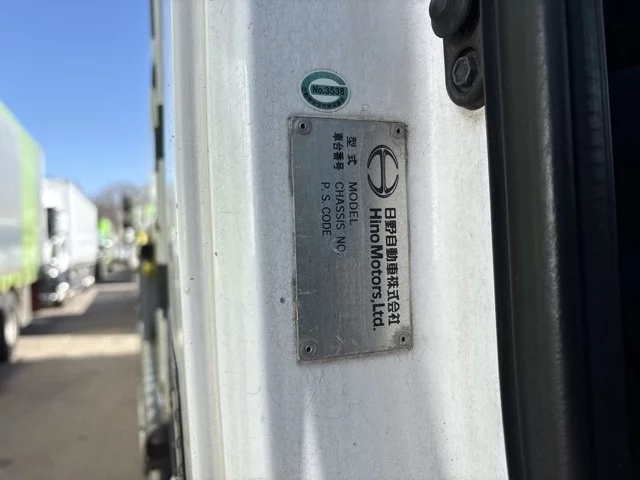 No.3538
日野自動車株式会社
Hino Motors, Ltd.
型式 MODEL
車台番号 CHASSIS NO
P.S.CODE